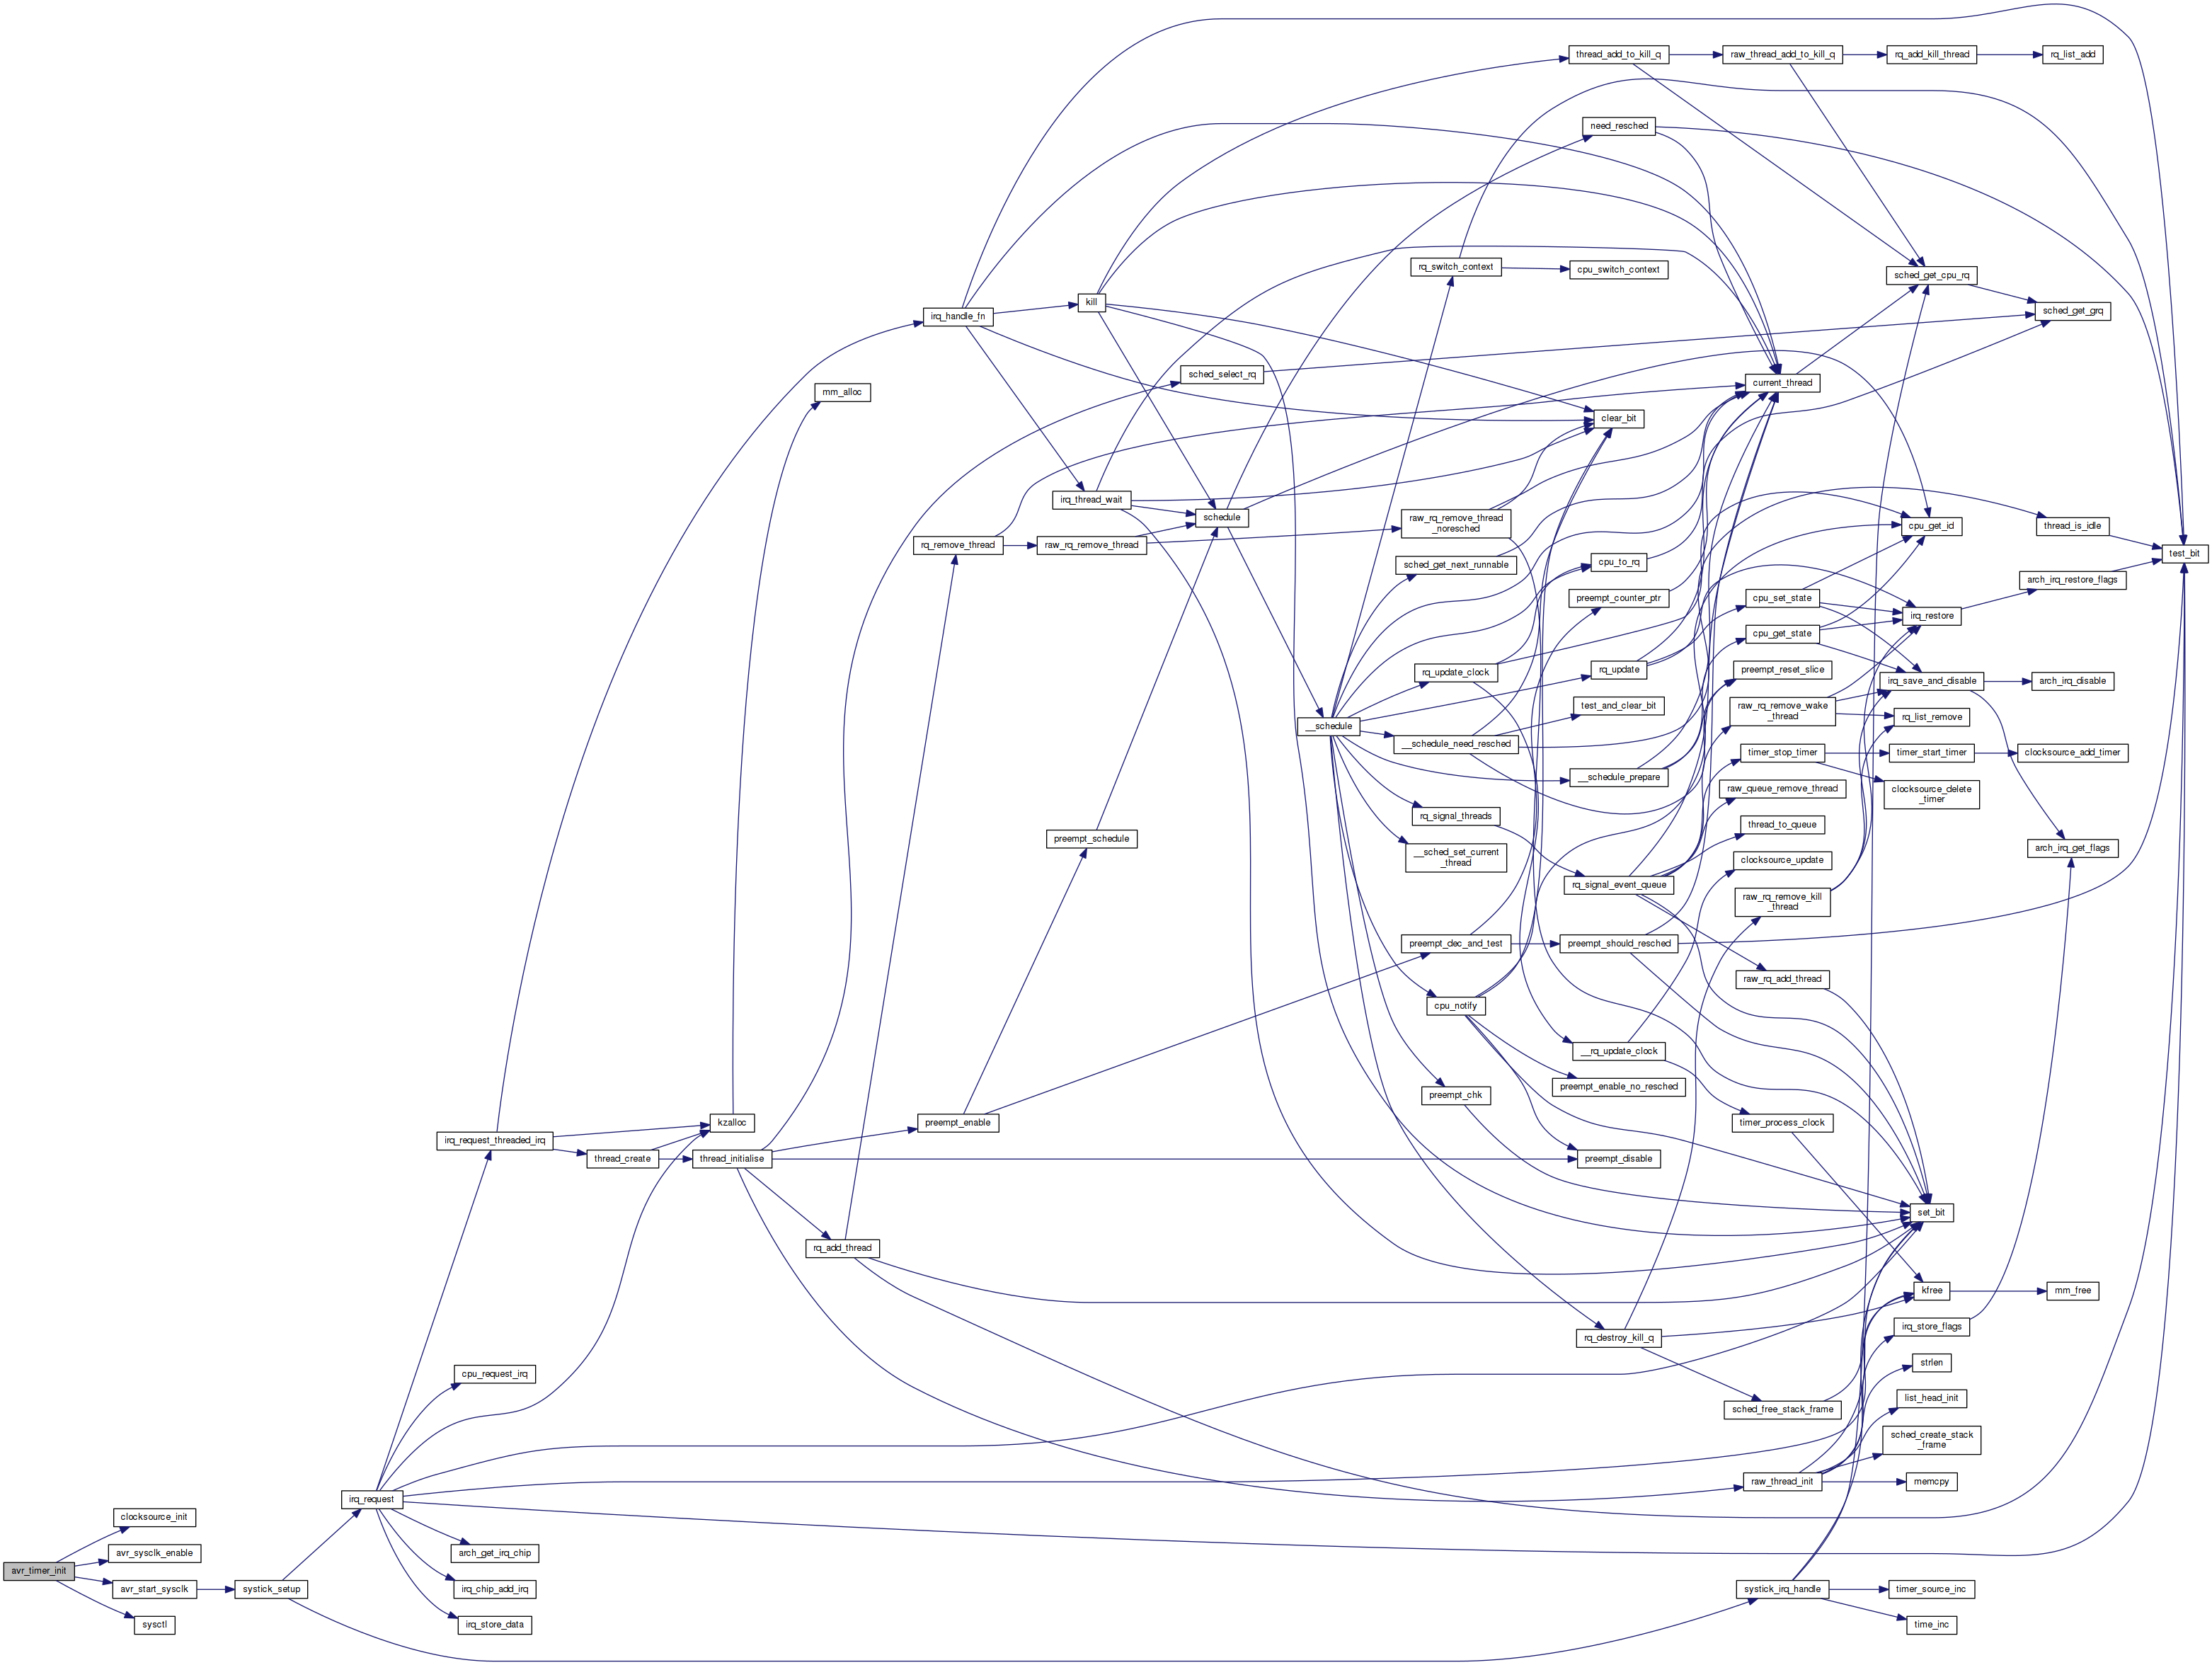 thread_add_to_kill_q
raw_thread_add_to_kill_q
rq_add_kill_thread
rq_list_add
need_resched
rq_switch_context
cpu_switch_context
sched_get_cpu_rq
kill
sched_get_grq
irq_handle_fn
sched_select_rq
current_thread
mm_alloc
clear_bit
irq_thread_wait
schedule
raw_rq_remove_thread
_noresched
cpu_get_id
thread_is_idle
rq_remove_thread
raw_rq_remove_thread
test_bit
sched_get_next_runnable
cpu_to_rq
arch_irq_restore_flags
preempt_counter_ptr
cpu_set_state
irq_restore
cpu_get_state
rq_update_clock
rq_update
preempt_reset_slice
irq_save_and_disable
arch_irq_disable
test_and_clear_bit
raw_rq_remove_wake
_thread
rq_list_remove
__schedule
__schedule_need_resched
timer_stop_timer
timer_start_timer
clocksource_add_timer
__schedule_prepare
raw_queue_remove_thread
clocksource_delete
_timer
rq_signal_threads
thread_to_queue
preempt_schedule
__sched_set_current
_thread
clocksource_update
arch_irq_get_flags
rq_signal_event_queue
raw_rq_remove_kill
_thread
preempt_dec_and_test
preempt_should_resched
raw_rq_add_thread
cpu_notify
__rq_update_clock
preempt_enable_no_resched
preempt_chk
kzalloc
preempt_enable
timer_process_clock
irq_request_threaded_irq
thread_create
thread_initialise
preempt_disable
set_bit
rq_add_thread
kfree
mm_free
irq_store_flags
rq_destroy_kill_q
strlen
cpu_request_irq
list_head_init
sched_free_stack_frame
sched_create_stack
_frame
raw_thread_init
memcpy
irq_request
clocksource_init
avr_sysclk_enable
arch_get_irq_chip
avr_timer_init
avr_start_sysclk
systick_setup
irq_chip_add_irq
systick_irq_handle
timer_source_inc
sysctl
irq_store_data
time_inc